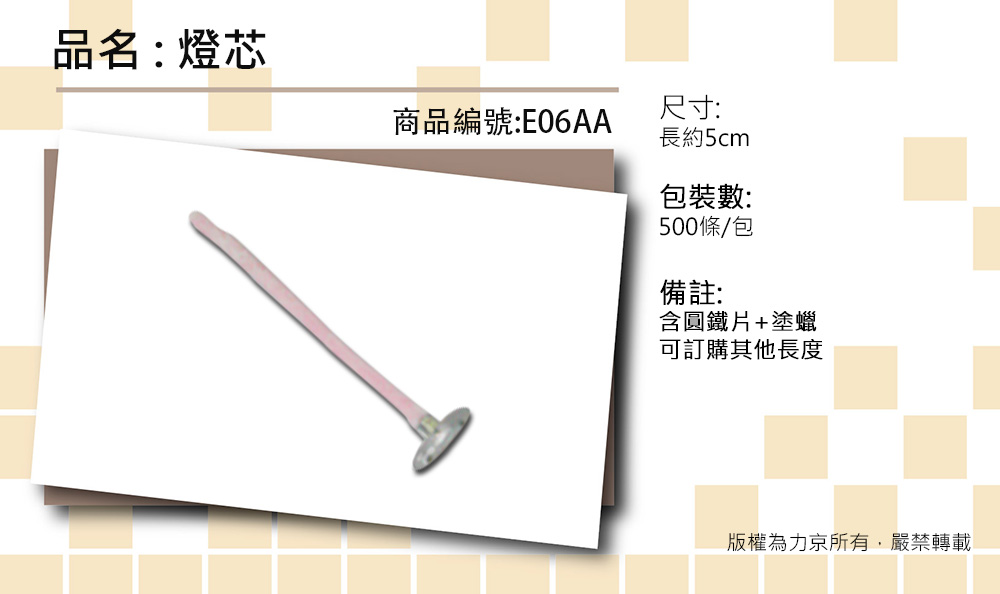 品名 : 燈芯
商品編號:E06AA
尺寸:
長約5cm
包裝數:
500條/包
備註:
含圓鐵片+塗蠟
可訂購其他長度
版權為力京所有，嚴禁轉載